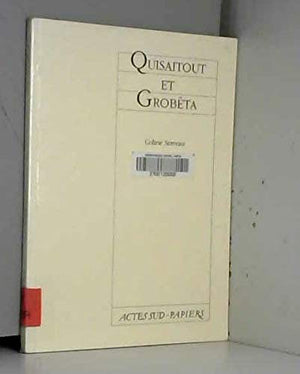 QUISAITOUT
ET
GROBÊTA
Coline Serreau
ACTES SUD - PAPIERS